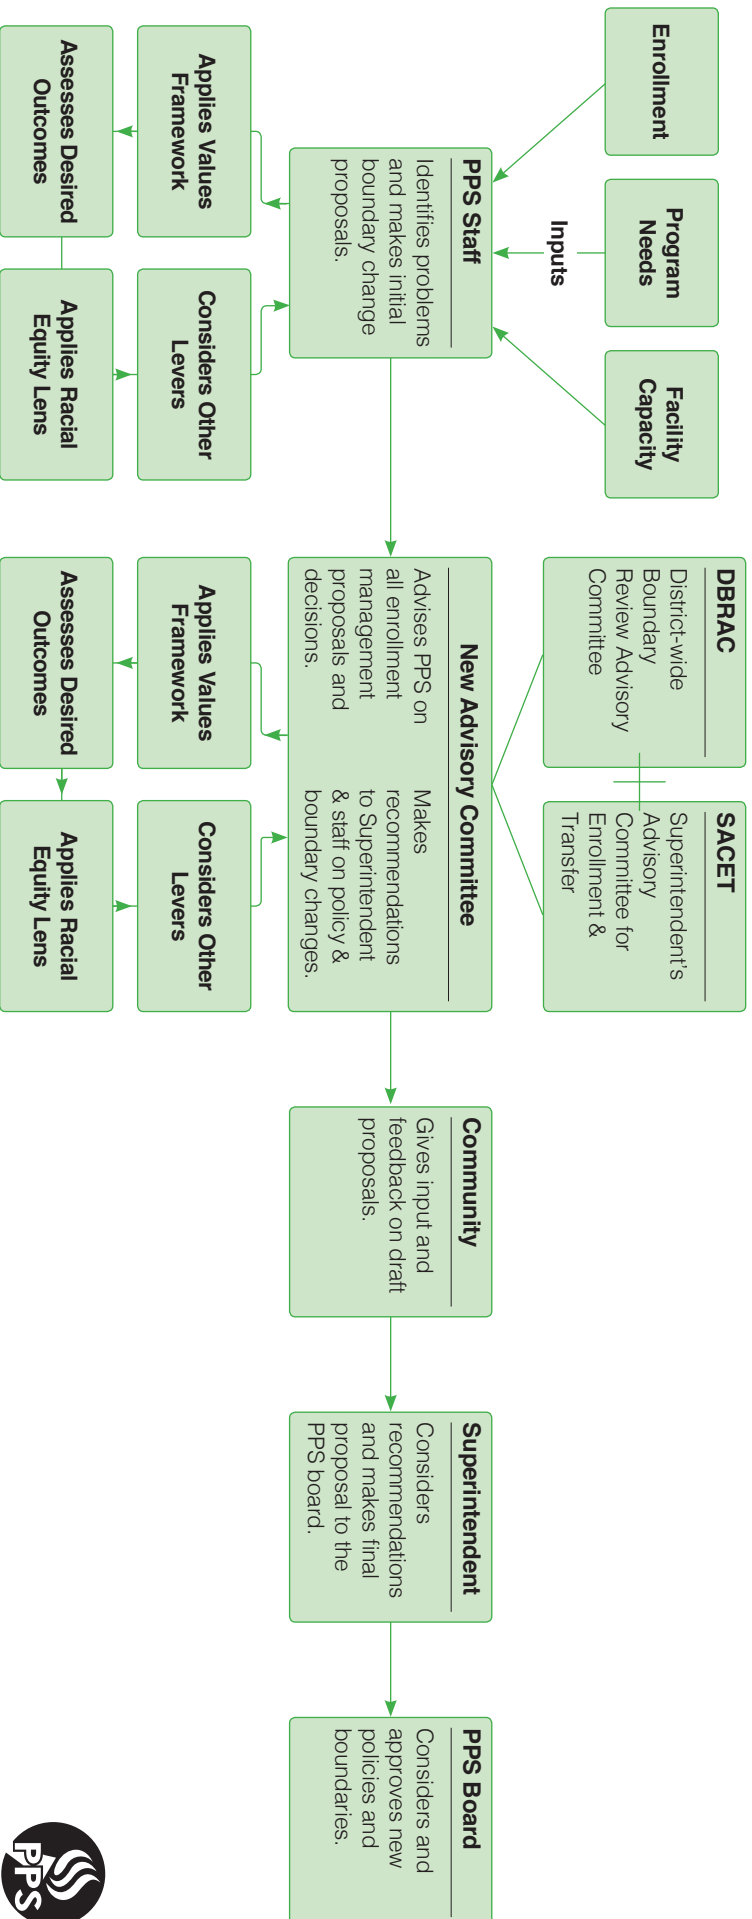 Enrollment
Program
Needs
Facility
Capacity
Inputs
PPS Staff
Identifies problems
and makes initial
boundary change
proposals.
Applies Values
Framework
Assesses Desired
Outcomes
Applies Racial
Equity Lens
Considers Other
Levers
DBRAC
District-wide
Boundary
Review Advisory
Committee
SACET
Superintendent's
Advisory
Committee for
Enrollment &
Transfer
New Advisory Committee
Advises PPS on
all enrollment
management
proposals and
decisions.
Makes
recommendations
to Superintendent
& staff on policy &
boundary changes.
Applies Values
Framework
Assesses Desired
Outcomes
Applies Racial
Equity Lens
Considers Other
Levers
Community
Gives input and
feedback on draft
proposals.
Superintendent
Considers
recommendations
and makes final
proposal to the
PPS board.
PPS Board
Considers and
approves new
policies and
boundaries.
PPS